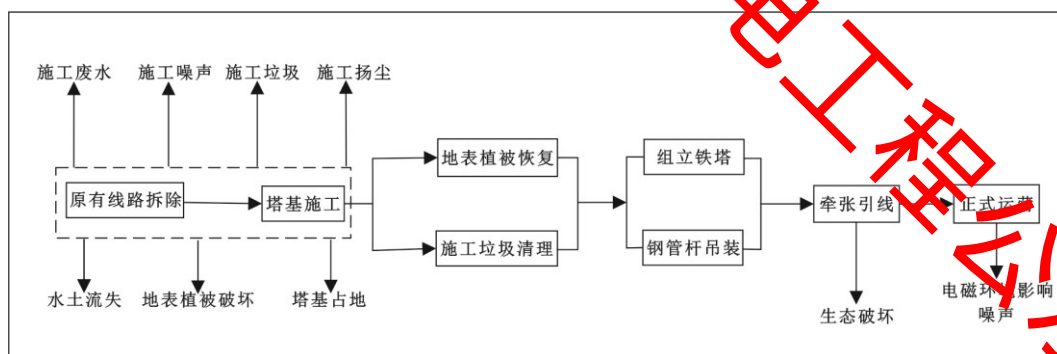 施工废水
施工噪声
施工垃圾
施工扬尘
地表植被恢复
组立铁塔
原有线路拆除
塔基施工
牵张引线
正式运营
施工垃圾清理
钢管杆吊装
水土流失
地表植被破坏
塔基占地
生态破坏
电磁环境影响
噪声
电工程公